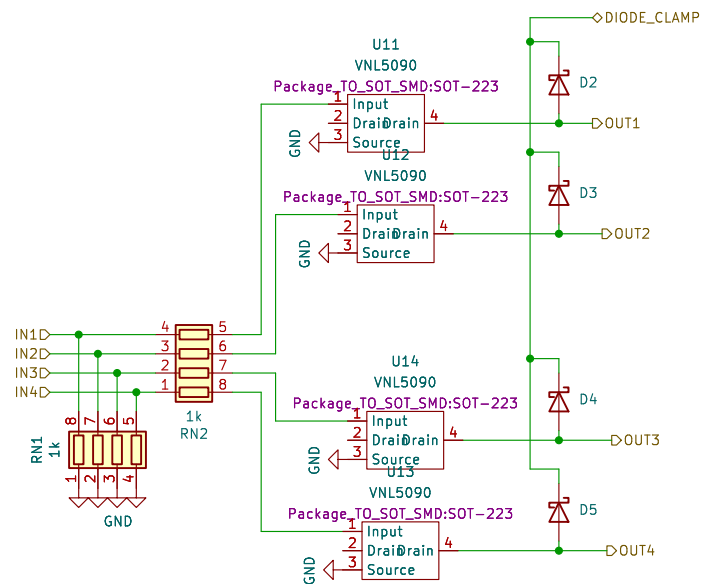 DIODE_CLAMP
U11
VNL5090
Package_TO_SOT_SMD:SOT-223
D2
1 Input
2 Drain Drain 4
OUT1
3 Source
GND
U12
VNL5090
Package_TO_SOT_SMD:SOT-223
D3
1 Input
2 Drain Drain 4
OUT2
3 Source
GND
IN1 4 5
IN2 3 6
IN3 2 7
IN4 1 8
1k
RN2
8 7 6 5
RN1
1k
1 2 3 4
GND
U14
VNL5090
Package_TO_SOT_SMD:SOT-223
D4
1 Input
2 Drain Drain 4
OUT3
3 Source
GND
U13
VNL5090
Package_TO_SOT_SMD:SOT-223
D5
1 Input
2 Drain Drain 4
OUT4
3 Source
GND